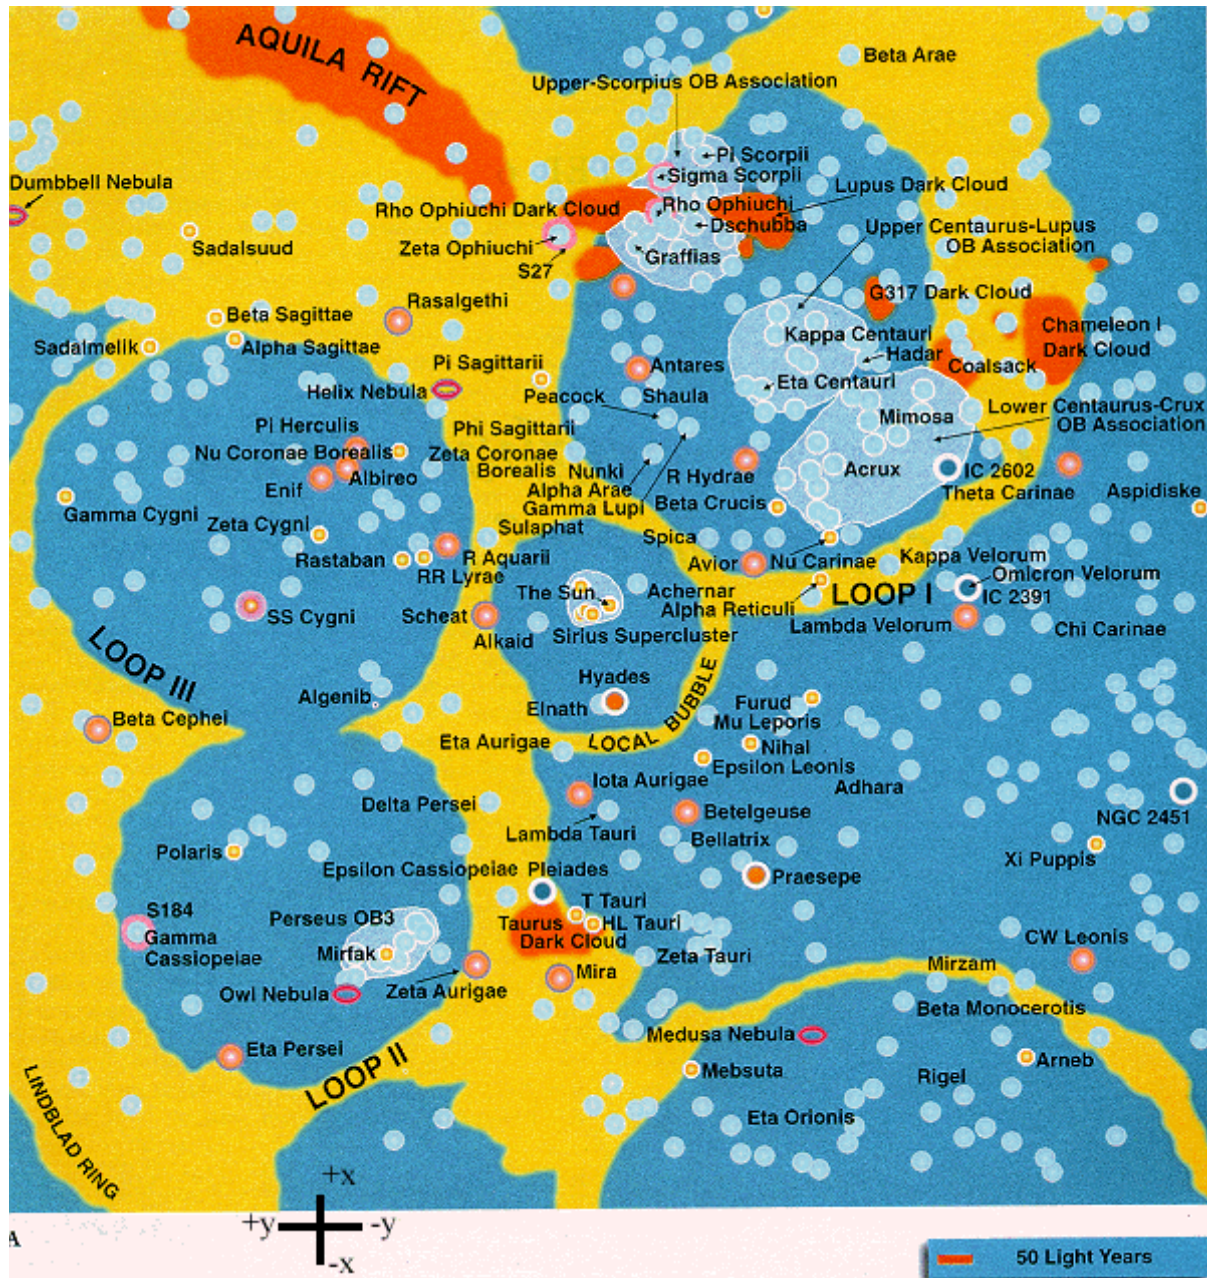 AQUILA RIFT
Beta Arae
Upper-Scorpius OB Association
Pi Scorpii
Sigma Scorpii
Dumbbell Nebula
Lupus Dark Cloud
Rho Ophiuchi
Rho Ophiuchi Dark Cloud
Dschubba
Upper Centaurus-Lupus
OB Association
Sadalsuud
Zeta Ophiuchi
Graffias
S27
G317 Dark Cloud
Rasalgethi
Beta Sagittae
Chameleon I
Dark Cloud
Kappa Centauri
Sadalmelik
Alpha Sagittae
Hadar
Pi Sagittarii
Antares
Coalsack
Eta Centauri
Helix Nebula
Peacock
Shaula
Mimosa
Lower Centaurus-Crux
OB Association
Pi Herculis
Phi Sagittarii
Nu Coronae Borealis
Zeta Coronae
Borealis
Nunki
R Hydrae
Acrux
IC 2602
Albireo
Enif
Alpha Arae
Theta Carinae
Aspidiske
Gamma Cygni
Gamma Lupi
Beta Crucis
Zeta Cygni
Sulaphat
Spica
Rastaban
R Aquarii
Avior
Nu Carinae
Kappa Velorum
RR Lyrae
Omicron Velorum
The Sun
Achernar
IC 2391
Alpha Reticuli
LOOP I
SS Cygni
Scheat
Lambda Velorum
Chi Carinae
Alkaid
Sirius Supercluster
LOOP III
Hyades
Algenib
Elnath
Furud
BUBBLE
Beta Cephei
Mu Leporis
Eta Aurigae
LOCAL
Nihal
Epsilon Leonis
Iota Aurigae
Adhara
Delta Persei
Betelgeuse
NGC 2451
Lambda Tauri
Bellatrix
Polaris
Xi Puppis
Epsilon Cassiopeiae
Pleiades
Praesepe
S184
Perseus OB3
T Tauri
Taurus
HL Tauri
Gamma
Cassiopeiae
Dark Cloud
CW Leonis
Mirfak
Zeta Tauri
Mirzam
Mira
Owl Nebula
Zeta Aurigae
Beta Monocerotis
Medusa Nebula
Eta Persei
LOOP II
Arneb
Mebsuta
Rigel
LINDBLAD RING
Eta Orionis
+x
+y
-y
-x
A
50 Light Years